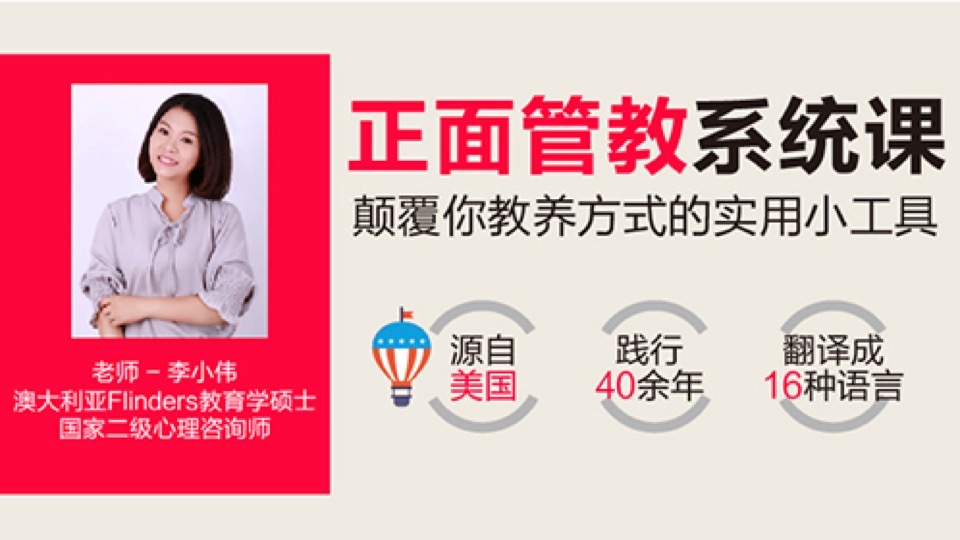 正面管教系统课
颠覆你教养方式的实用小工具
老师 – 李小伟
澳大利亚Flinders教育学硕士
国家二级心理咨询师
源自
美国
践行
40余年
翻译成
16种语言